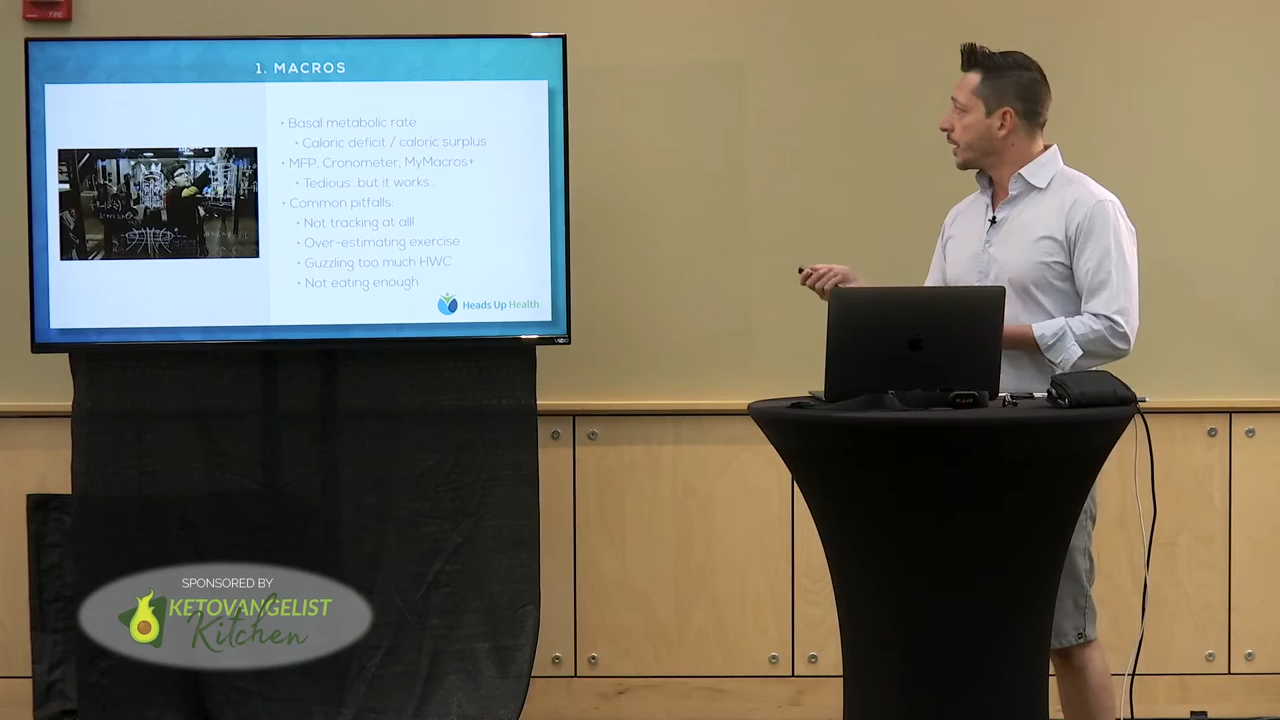 1. MACROS
• Basal metabolic rate
• Caloric deficit / caloric surplus
• MFP, Cronometer, MyMacros+
• Tedious...but it works...
• Common pitfalls:
• Not tracking at all!
• Over-estimating exercise
• Guzzling too much HWC
• Not eating enough
Heads Up Health
VIZIO
SPONSORED BY
KETOVANGELIST
Kitchen